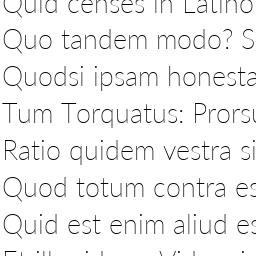 Quid censes in Latino
Quo tandem modo? S
Quodsi ipsam honesta
Tum Torquatus: Prorsu
Ratio quidem vestra si
Quod totum contra es
Quid est enim aliud es